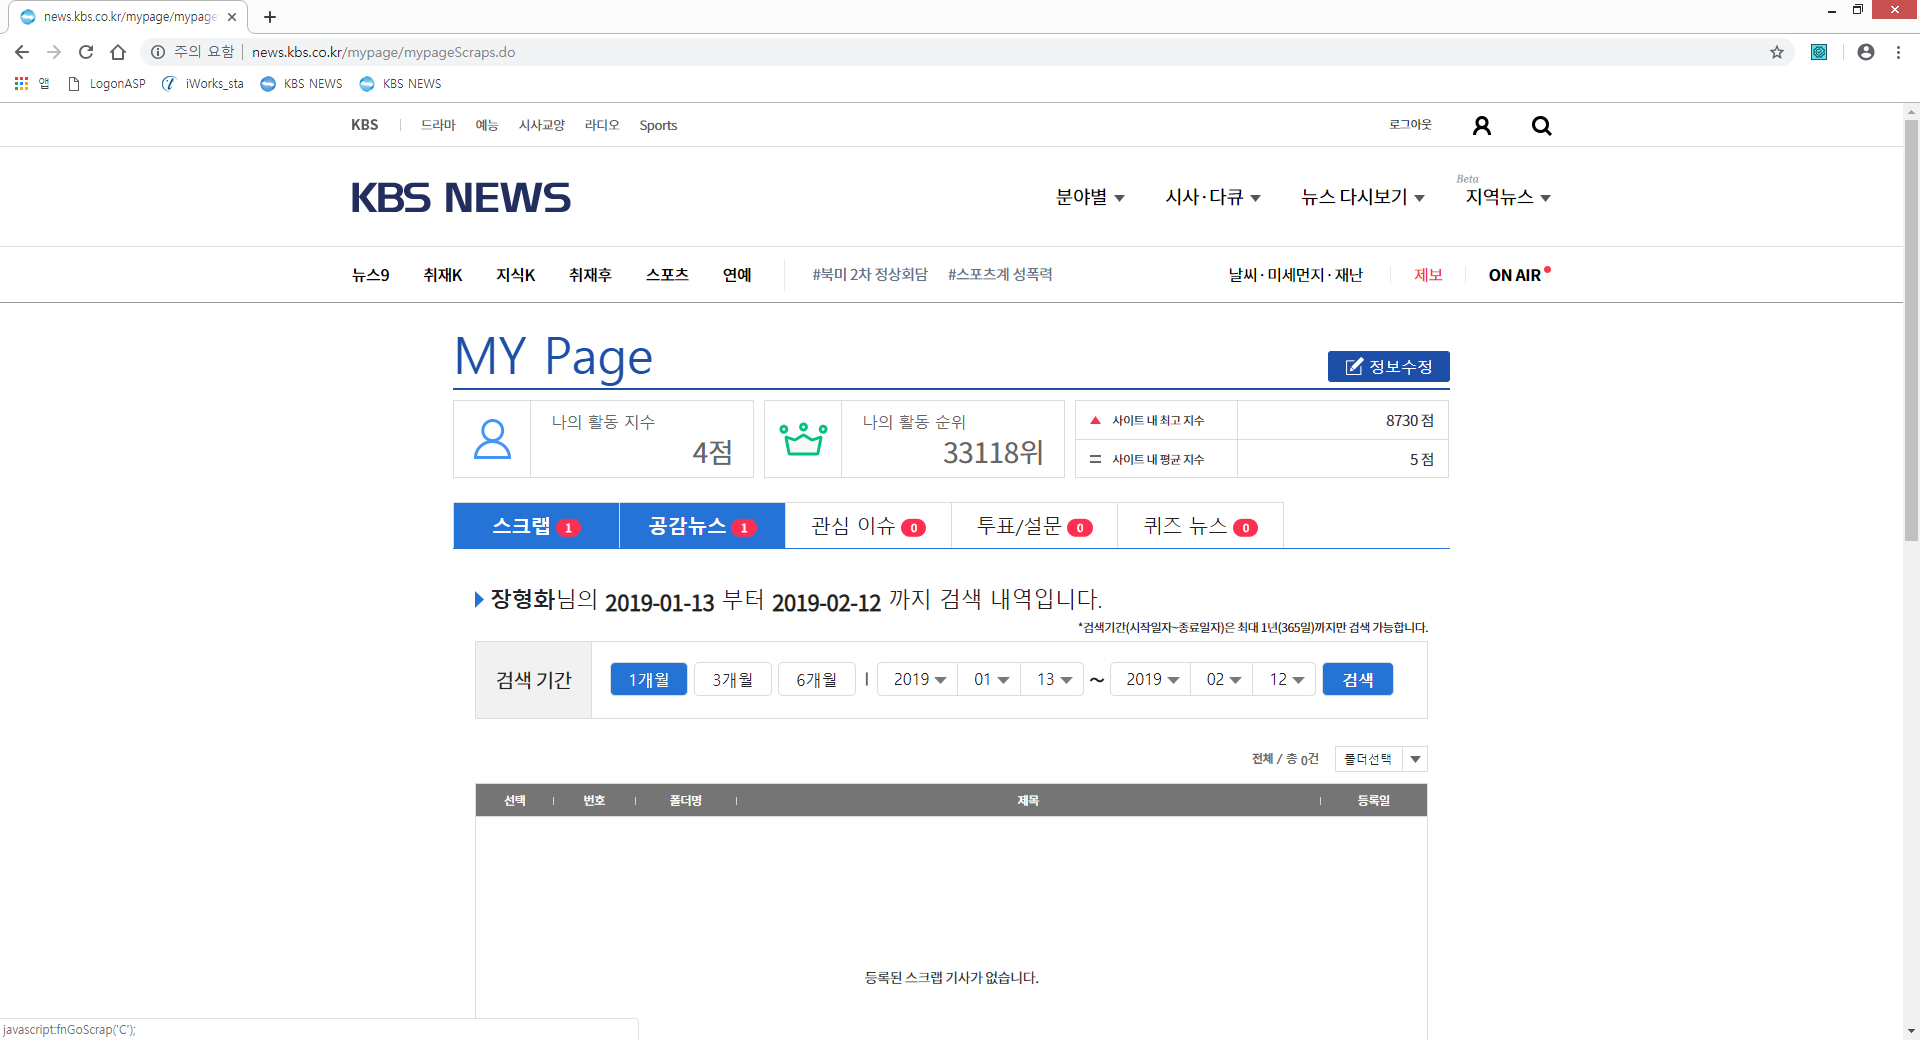 news.kbs.co.kr/mypage/mypage
주의 요함 news.kbs.co.kr/mypage/mypageScraps.do
앱 LogonASP iWorks_sta KBS NEWS KBS NEWS
KBS 드라마 예능 시사교양 라디오 Sports 로그아웃
KBS NEWS 분야별 시사·다큐 뉴스 다시보기 Beta 지역뉴스
뉴스9 취재K 지식K 취재후 스포츠 연예 #북미 2차 정상회담 #스포츠계 성폭력 날씨·미세먼지·재난 제보 ON AIR
MY Page 정보수정
나의 활동 지수 4점
나의 활동 순위 33118위
사이트 내 최고 지수 8730 점
사이트 내 평균 지수 5 점
스크랩 1 공감뉴스 1 관심 이슈 0 투표/설문 0 퀴즈 뉴스 0
장형화님의 2019-01-13 부터 2019-02-12 까지 검색 내역입니다.
*검색기간(시작일자~종료일자)은 최대 1년(365일)까지만 검색 가능합니다.
검색 기간 1개월 3개월 6개월 | 2019 01 13 ~ 2019 02 12 검색
전체 / 총 0건 폴더선택
선택 번호 폴더명 제목 등록일
등록된 스크랩 기사가 없습니다.
javascript:fnGoScrap('C');